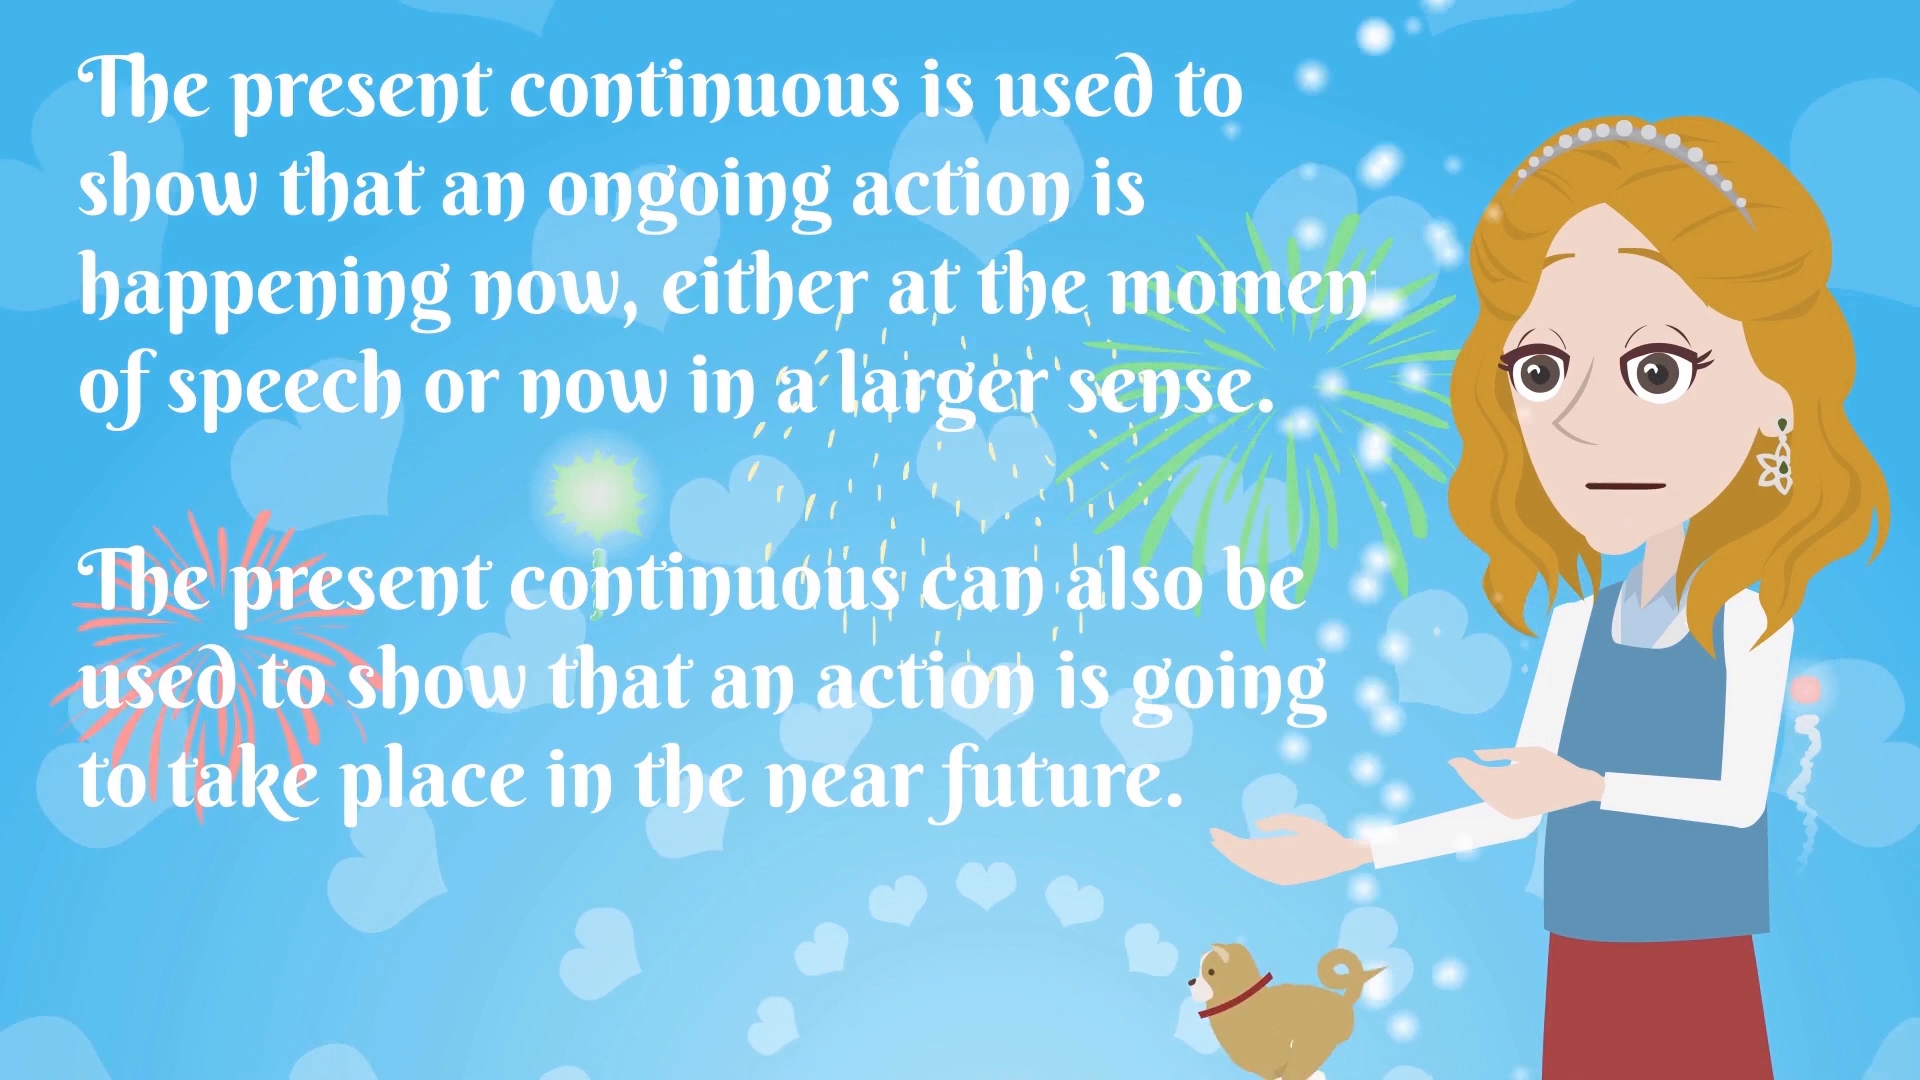 The present continuous is used to
show that an ongoing action is
happening now, either at the momen
of speech or now in a larger sense.
The present continuous can also be
used to show that an action is going
to take place in the near future.